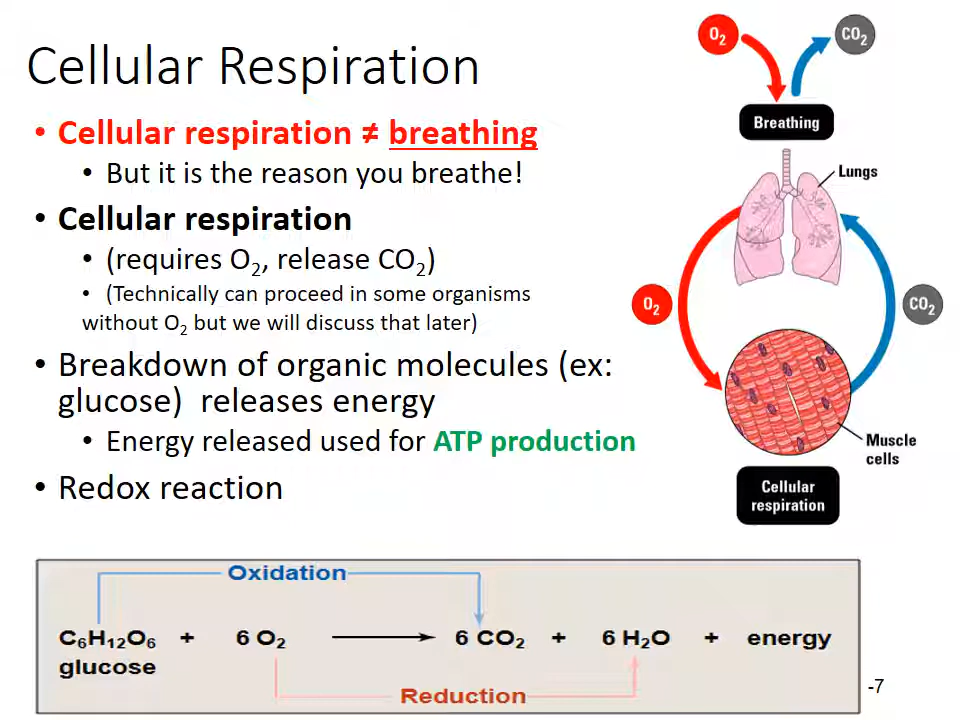 Cellular Respiration
• Cellular respiration ≠ breathing
• But it is the reason you breathe!
• Cellular respiration
• (requires O₂, release CO₂)
• (Technically can proceed in some organisms
without O₂ but we will discuss that later)
• Breakdown of organic molecules (ex:
glucose)  releases energy
• Energy released used for ATP production
• Redox reaction
O₂
CO₂
Breathing
Lungs
O₂
CO₂
Muscle
cells
Cellular
respiration
Oxidation
C₆H₁₂O₆ + 6 O₂ ⟶ 6 CO₂ + 6 H₂O + energy
glucose
Reduction
-7